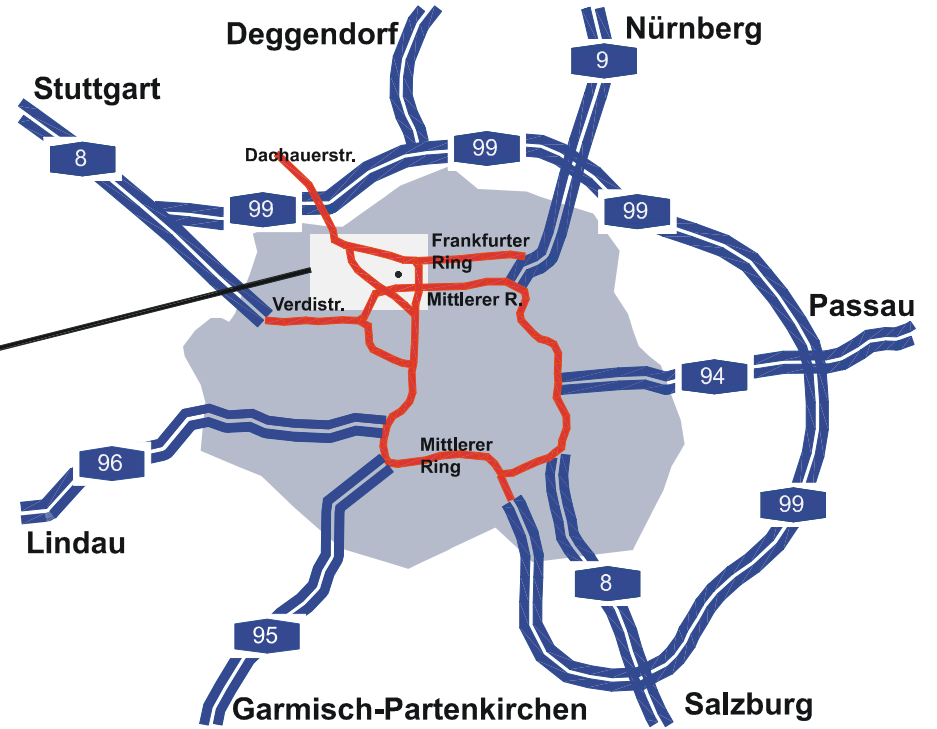 Deggendorf
Nürnberg
9
Stuttgart
8
99
Dachauerstr.
99
99
Frankfurter
Ring
Verdistr.
Mittlerer R.
Passau
94
Mittlerer
Ring
96
99
Lindau
8
95
Garmisch-Partenkirchen
Salzburg